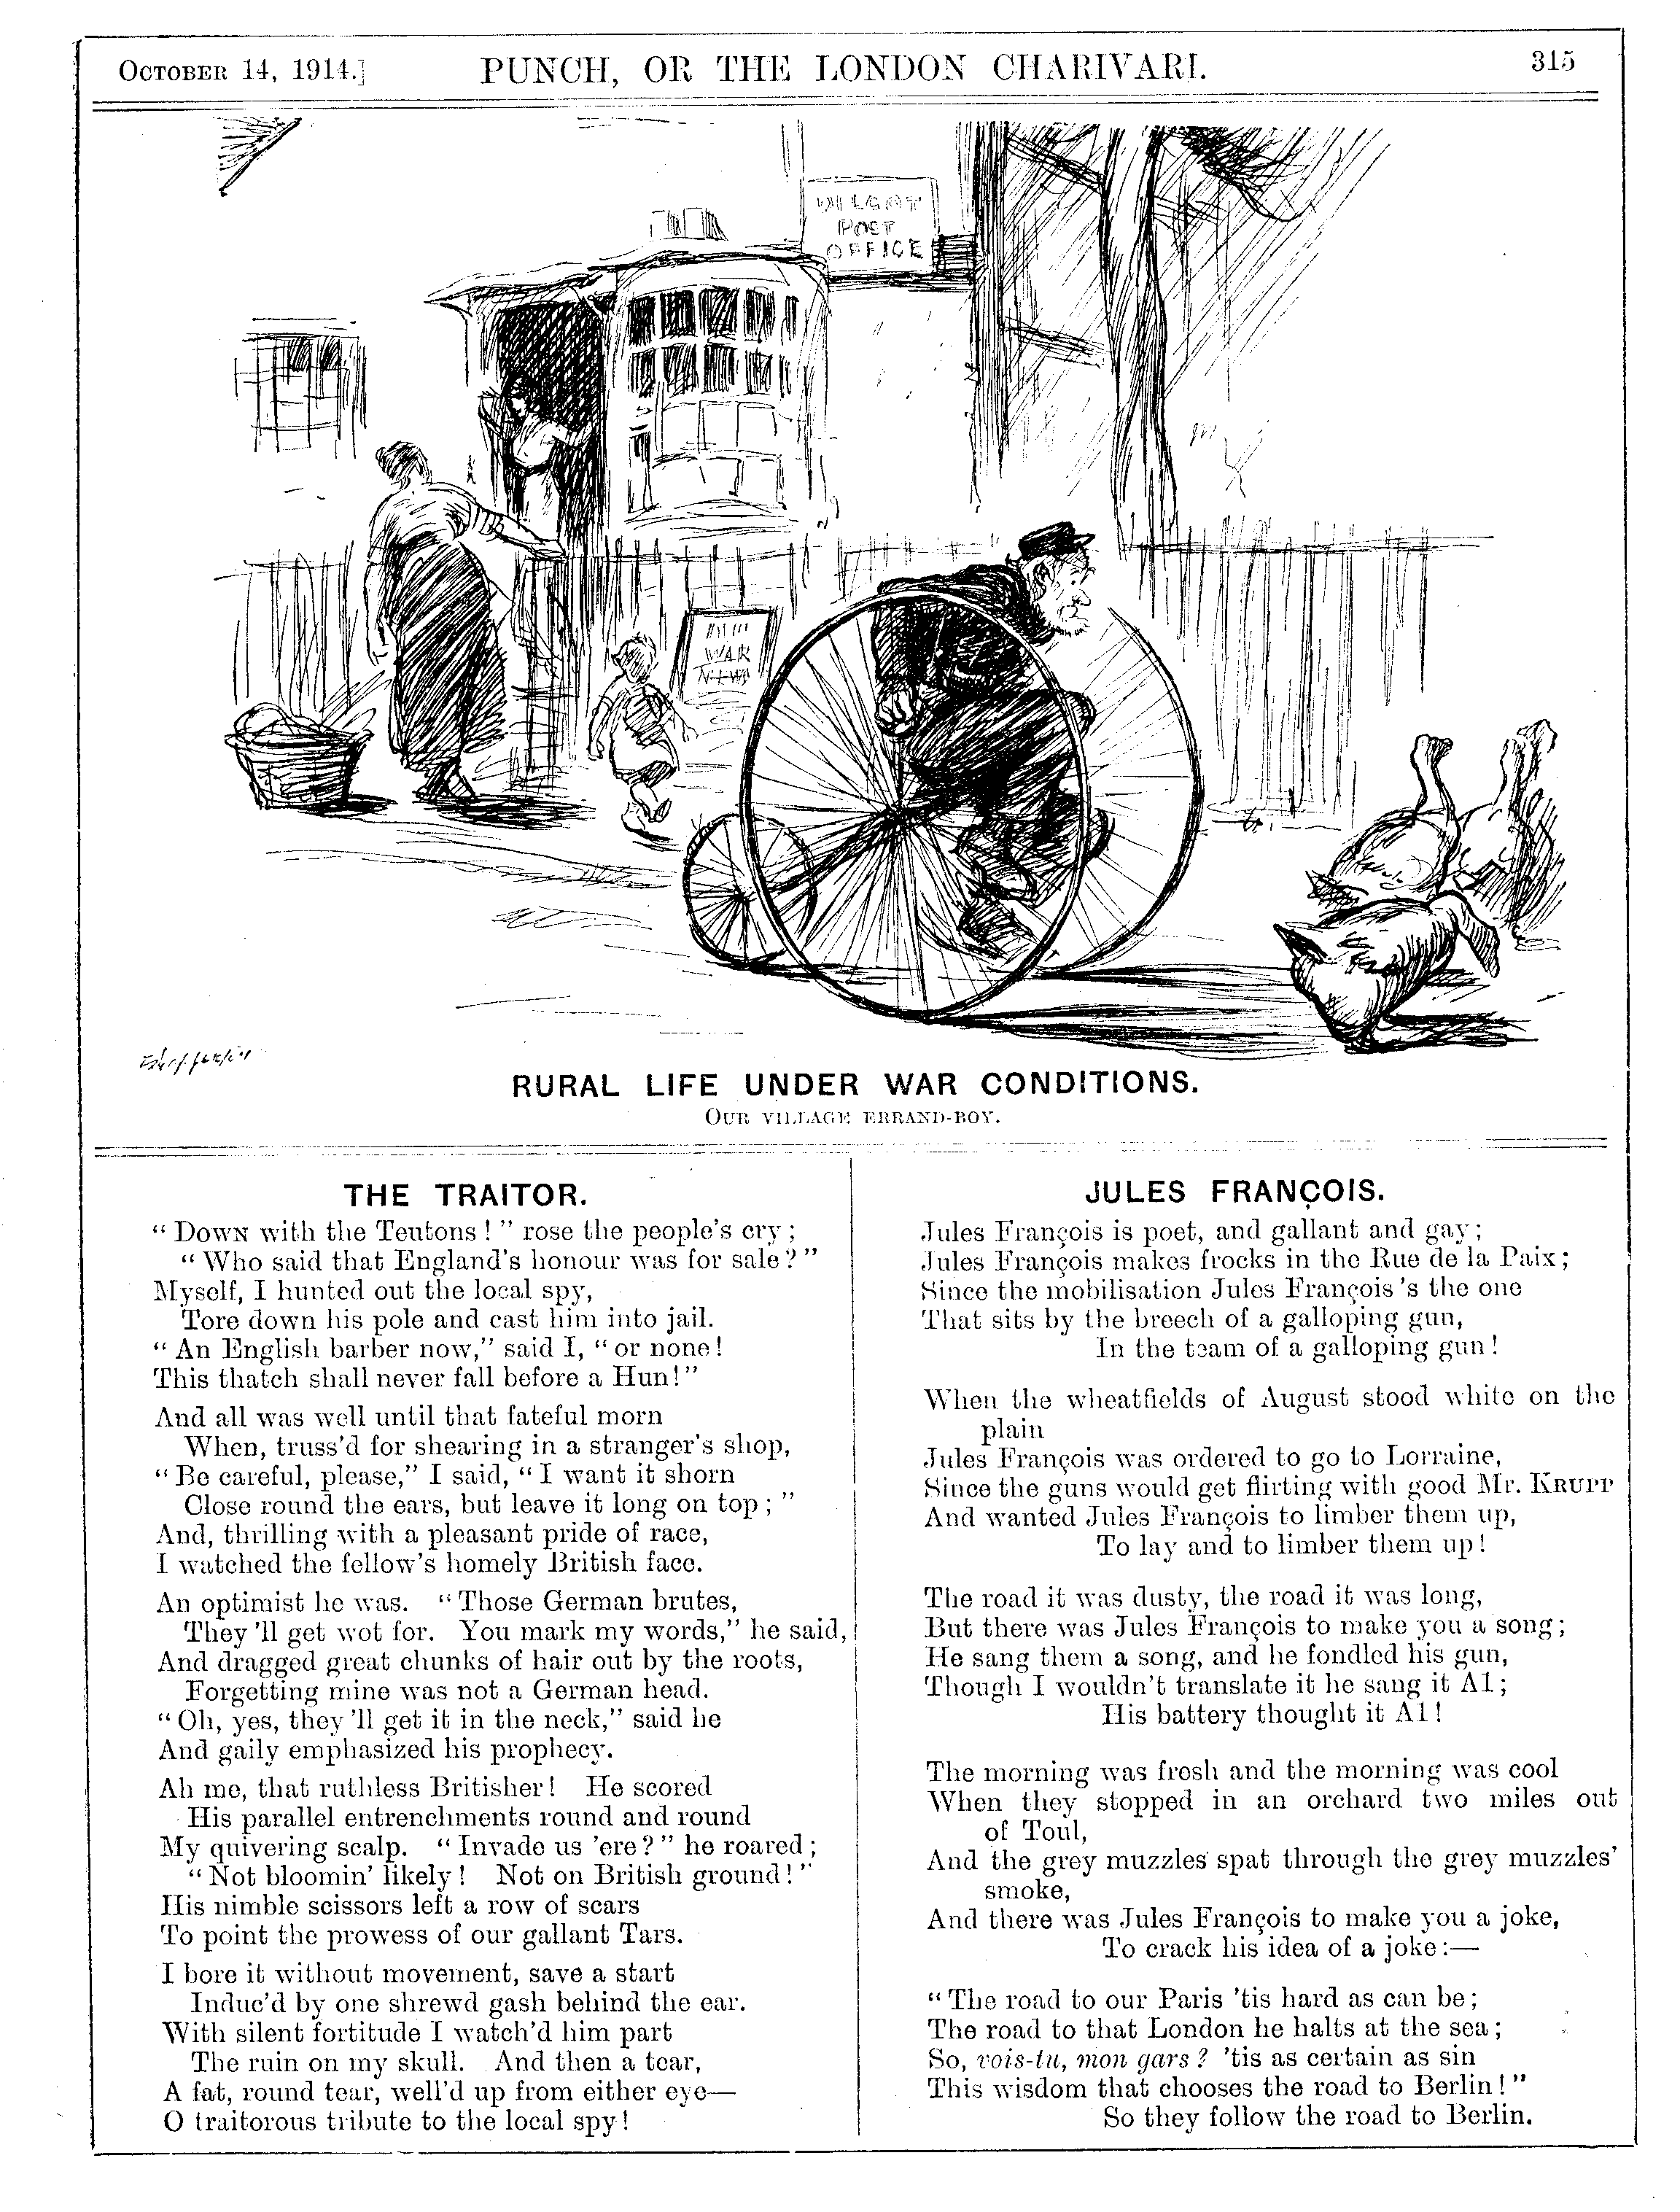 OCTOBER 14, 1914.]
PUNCH, OR THE LONDON CHARIVARI.
315
POST
OFFICE
WAR
RURAL LIFE UNDER WAR CONDITIONS.
OUR VILLAGE ERRAND-BOY.
THE TRAITOR.
"DOWN with the Teutons!" rose the people's cry;
"Who said that England's honour was for sale?"
Myself, I hunted out the local spy,
Tore down his pole and cast him into jail.
"An English barber now," said I, "or none!
This thatch shall never fall before a Hun!"
And all was well until that fateful morn
When, truss'd for shearing in a stranger's shop,
"Be careful, please," I said, "I want it shorn
Close round the ears, but leave it long on top;"
And, thrilling with a pleasant pride of race,
I watched the fellow's homely British face.
An optimist he was. "Those German brutes,
They 'll get wot for. You mark my words," he said,
And dragged great chunks of hair out by the roots,
Forgetting mine was not a German head.
"Oh, yes, they 'll get it in the neck," said he
And gaily emphasized his prophecy.
Ah me, that ruthless Britisher! He scored
His parallel entrenchments round and round
My quivering scalp. "Invade us 'ere?" he roared;
"Not bloomin' likely! Not on British ground!"
His nimble scissors left a row of scars
To point the prowess of our gallant Tars.
I bore it without movement, save a start
Induc'd by one shrewd gash behind the ear.
With silent fortitude I watch'd him part
The ruin on my skull. And then a tear,
A fat, round tear, well'd up from either eye—
O traitorous tribute to the local spy!
JULES FRANÇOIS.
Jules François is poet, and gallant and gay;
Jules François makes frocks in the Rue de la Paix;
Since the mobilisation Jules François 's the one
That sits by the breech of a galloping gun,
In the team of a galloping gun!
When the wheatfields of August stood white on the
plain
Jules François was ordered to go to Lorraine,
Since the guns would get flirting with good Mr. KRUPP
And wanted Jules François to limber them up,
To lay and to limber them up!
The road it was dusty, the road it was long,
But there was Jules François to make you a song;
He sang them a song, and he fondled his gun,
Though I wouldn't translate it he sang it A1;
His battery thought it A1!
The morning was fresh and the morning was cool
When they stopped in an orchard two miles out
of Toul,
And the grey muzzles spat through the grey muzzles'
smoke,
And there was Jules François to make you a joke,
To crack his idea of a joke:—
"The road to our Paris 'tis hard as can be;
The road to that London he halts at the sea;
So, vois-tu, mon gars? 'tis as certain as sin
This wisdom that chooses the road to Berlin!"
So they follow the road to Berlin.